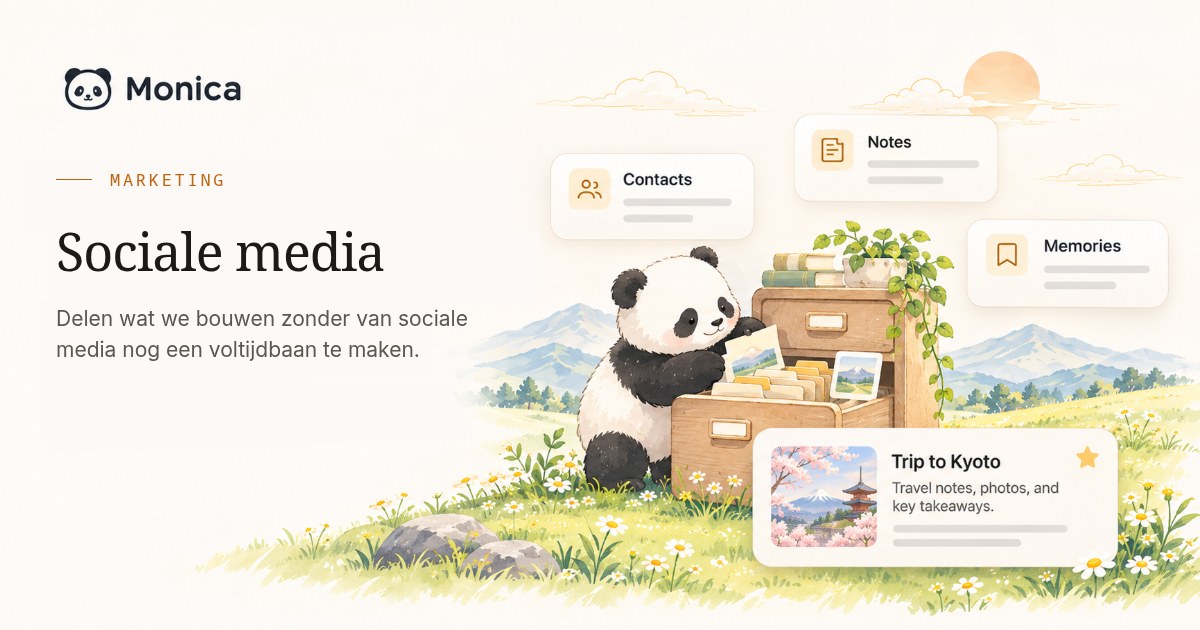 Monica
MARKETING
Sociale media
Delen wat we bouwen zonder van sociale
media nog een voltijdbaan te maken.
Contacts
Notes
Memories
Trip to Kyoto
Travel notes, photos, and
key takeaways.